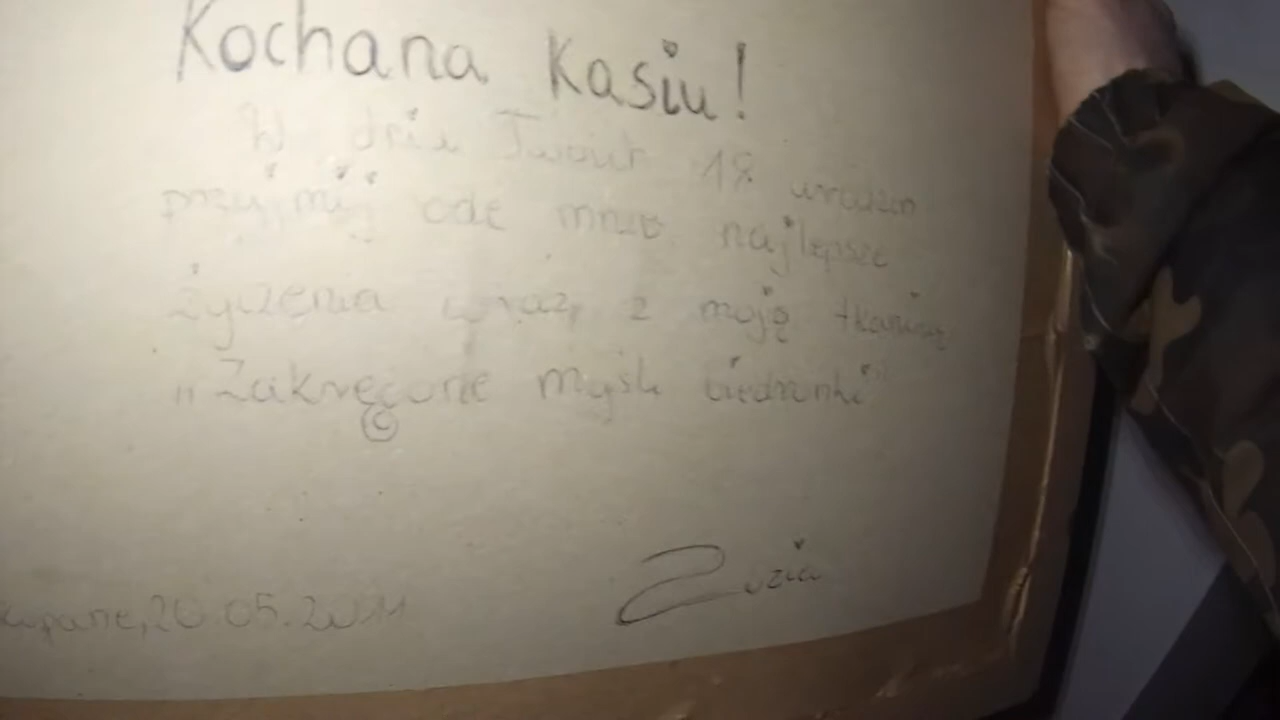 Kochana Kasiu!
W dniu Twoich 18 urodzin
przyjmij ode mnie najlepsze
życzenia wraz z moją tkaniną
"Zakręcone myśli biedronki"
©
Zuzia
kopane, 20.05.2011